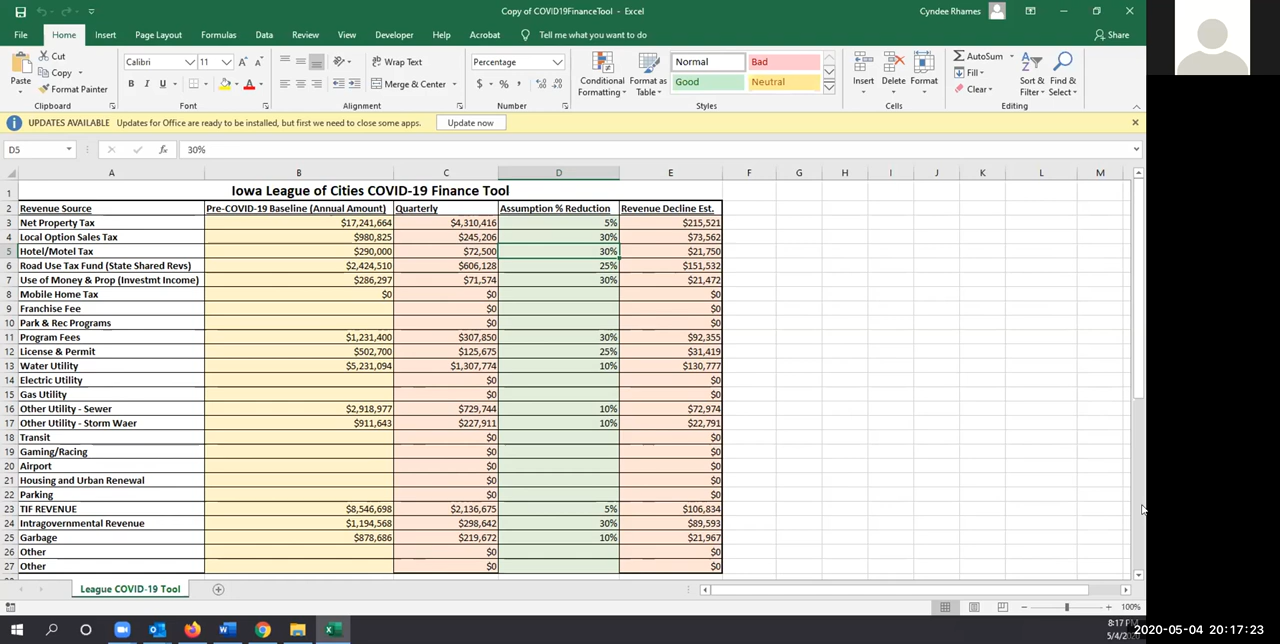 Copy of COVID19FinanceTool - Excel
Cyndee Rhames
File Home Insert Page Layout Formulas Data Review View Developer Help Acrobat Tell me what you want to do Share
Cut
Copy
Format Painter
Paste
Clipboard
Calibri 11
B I U
Font
Wrap Text
Merge & Center
Alignment
Percentage
$ % ,
Number
Conditional Formatting
Format as Table
Normal Bad
Good Neutral
Styles
Insert Delete Format
Cells
AutoSum
Fill
Clear
Sort & Filter
Find & Select
Editing
UPDATES AVAILABLE Updates for Office are ready to be installed, but first we need to close some apps. Update now
D5 fx 30%
A B C D E F G H I J K L M
1 Iowa League of Cities COVID-19 Finance Tool
2 Revenue Source Pre-COVID-19 Baseline (Annual Amount) Quarterly Assumption % Reduction Revenue Decline Est.
3 Net Property Tax $17,241,664 $4,310,416 5% $215,521
4 Local Option Sales Tax $980,825 $245,206 30% $73,562
5 Hotel/Motel Tax $290,000 $72,500 30% $21,750
6 Road Use Tax Fund (State Shared Revs) $2,424,510 $606,128 25% $151,532
7 Use of Money & Prop (Investmt Income) $286,297 $71,574 30% $21,472
8 Mobile Home Tax $0 $0 $0
9 Franchise Fee $0 $0
10 Park & Rec Programs $0 $0
11 Program Fees $1,231,400 $307,850 30% $92,355
12 License & Permit $502,700 $125,675 25% $31,419
13 Water Utility $5,231,094 $1,307,774 10% $130,777
14 Electric Utility $0 $0
15 Gas Utility $0 $0
16 Other Utility - Sewer $2,918,977 $729,744 10% $72,974
17 Other Utility - Storm Waer $911,643 $227,911 10% $22,791
18 Transit $0 $0
19 Gaming/Racing $0 $0
20 Airport $0 $0
21 Housing and Urban Renewal $0 $0
22 Parking $0 $0
23 TIF REVENUE $8,546,698 $2,136,675 5% $106,834
24 Intragovernmental Revenue $1,194,568 $298,642 30% $89,593
25 Garbage $878,686 $219,672 10% $21,967
26 Other $0 $0
27 Other $0 $0
League COVID-19 Tool
100%
8:17 PM
5/4/20
2020-05-04 20:17:23